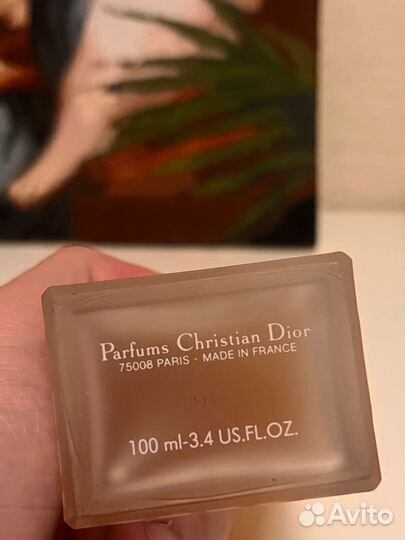 Parfums Christian Dior
75008 PARIS - MADE IN FRANCE
100 ml-3.4 US.FL.OZ.
Avito